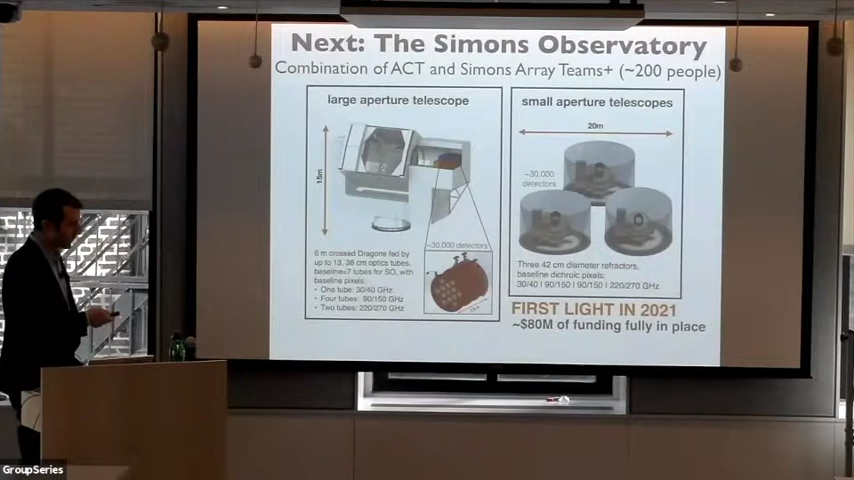 Next: The Simons Observatory
Combination of ACT and Simons Array Teams+ (~200 people)
large aperture telescope
15m
~30,000 detectors
6 m crossed Dragone fed by
up to 13, 38 cm optics tubes.
baseline=7 tubes for SO, with
baseline pixels:
• One tube: 30/40 GHz
• Four tubes: 90/150 GHz
• Two tubes: 220/270 GHz
small aperture telescopes
20m
~30,000
detectors
Three 42 cm diameter refractors,
baseline dichroic pixels:
30/40 | 90/150 | 90/150 | 220/270 GHz
FIRST LIGHT IN 2021
~$80M of funding fully in place
GroupSeries